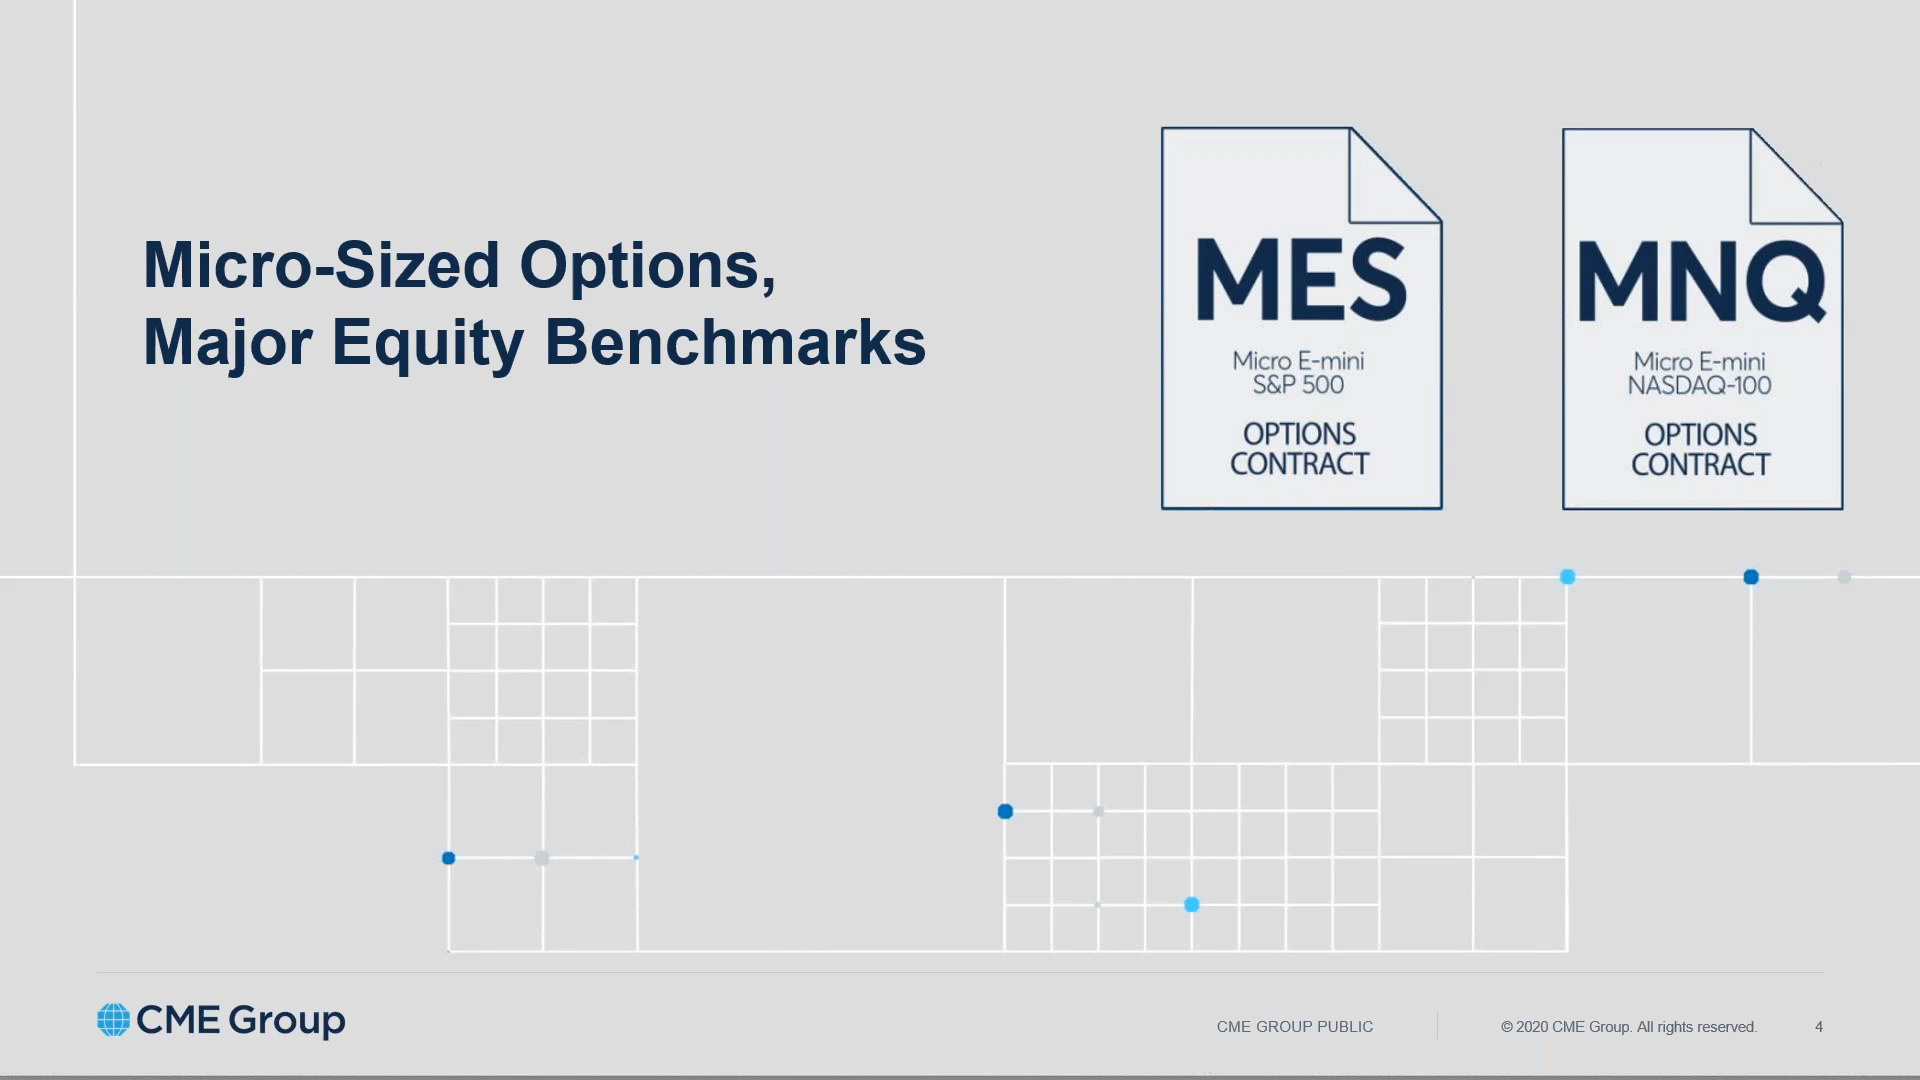 Micro-Sized Options,
Major Equity Benchmarks
MES
Micro E-mini
S&P 500
OPTIONS
CONTRACT
MNQ
Micro E-mini
NASDAQ-100
OPTIONS
CONTRACT
CME Group
CME GROUP PUBLIC
© 2020 CME Group. All rights reserved.
4